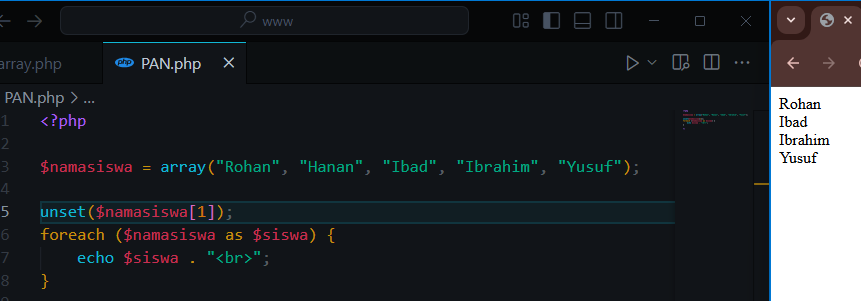 www
array.php
php PAN.php
PAN.php > ...
1 <?php
2
3 $namasiswa = array("Rohan", "Hanan", "Ibad", "Ibrahim", "Yusuf");
4
5 unset($namasiswa[1]);
6 foreach ($namasiswa as $siswa) {
7 echo $siswa . "<br>";
8 }
S
Rohan
Ibad
Ibrahim
Yusuf